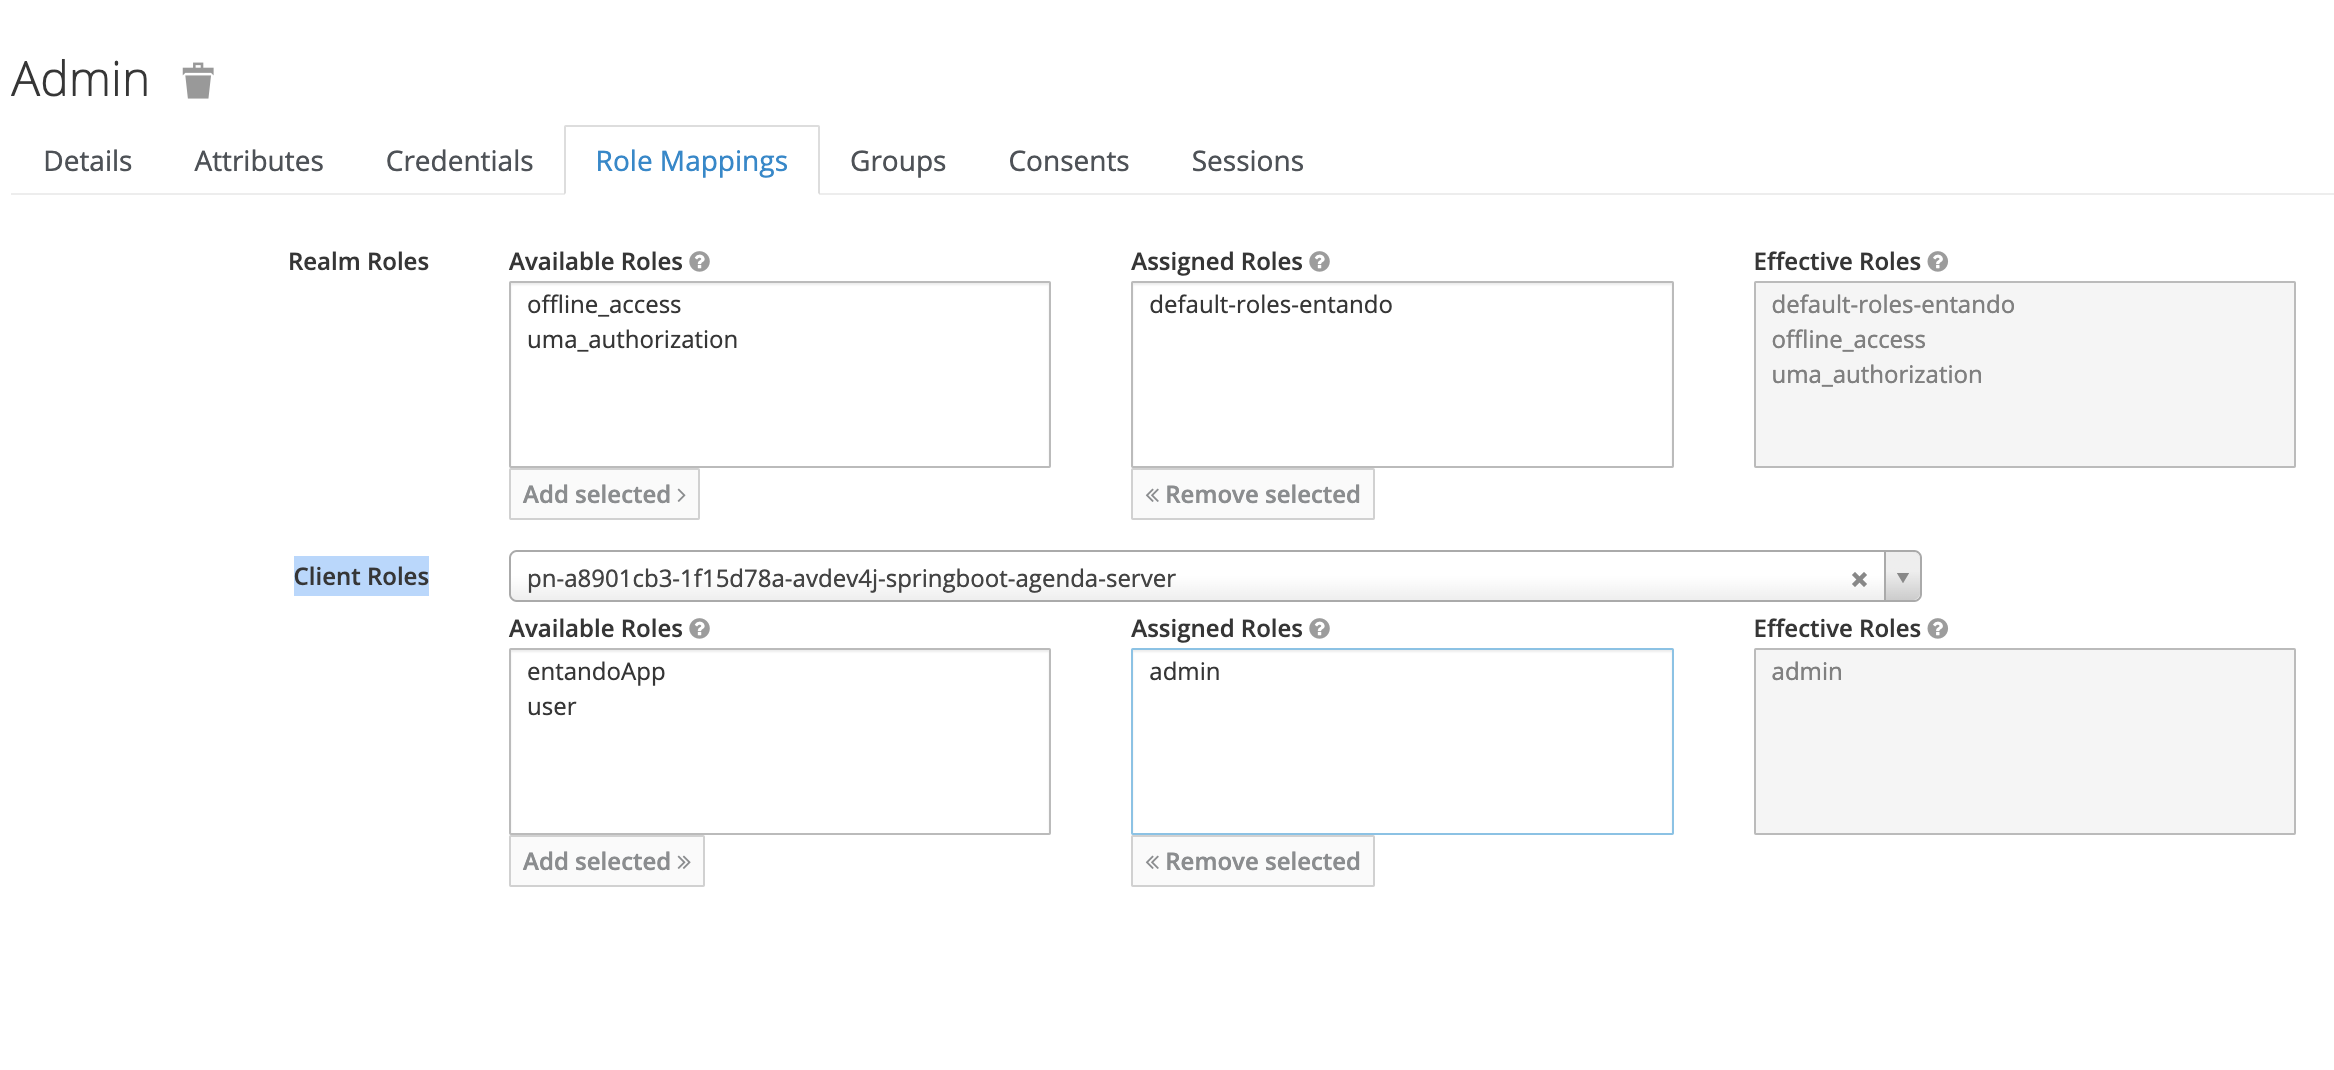 Admin
Details Attributes Credentials Role Mappings Groups Consents Sessions
Realm Roles
Available Roles
offline_access
uma_authorization
Add selected >
Assigned Roles
default-roles-entando
« Remove selected
Effective Roles
default-roles-entando
offline_access
uma_authorization
Client Roles
pn-a8901cb3-1f15d78a-avdev4j-springboot-agenda-server
Available Roles
entandoApp
user
Add selected »
Assigned Roles
admin
« Remove selected
Effective Roles
admin